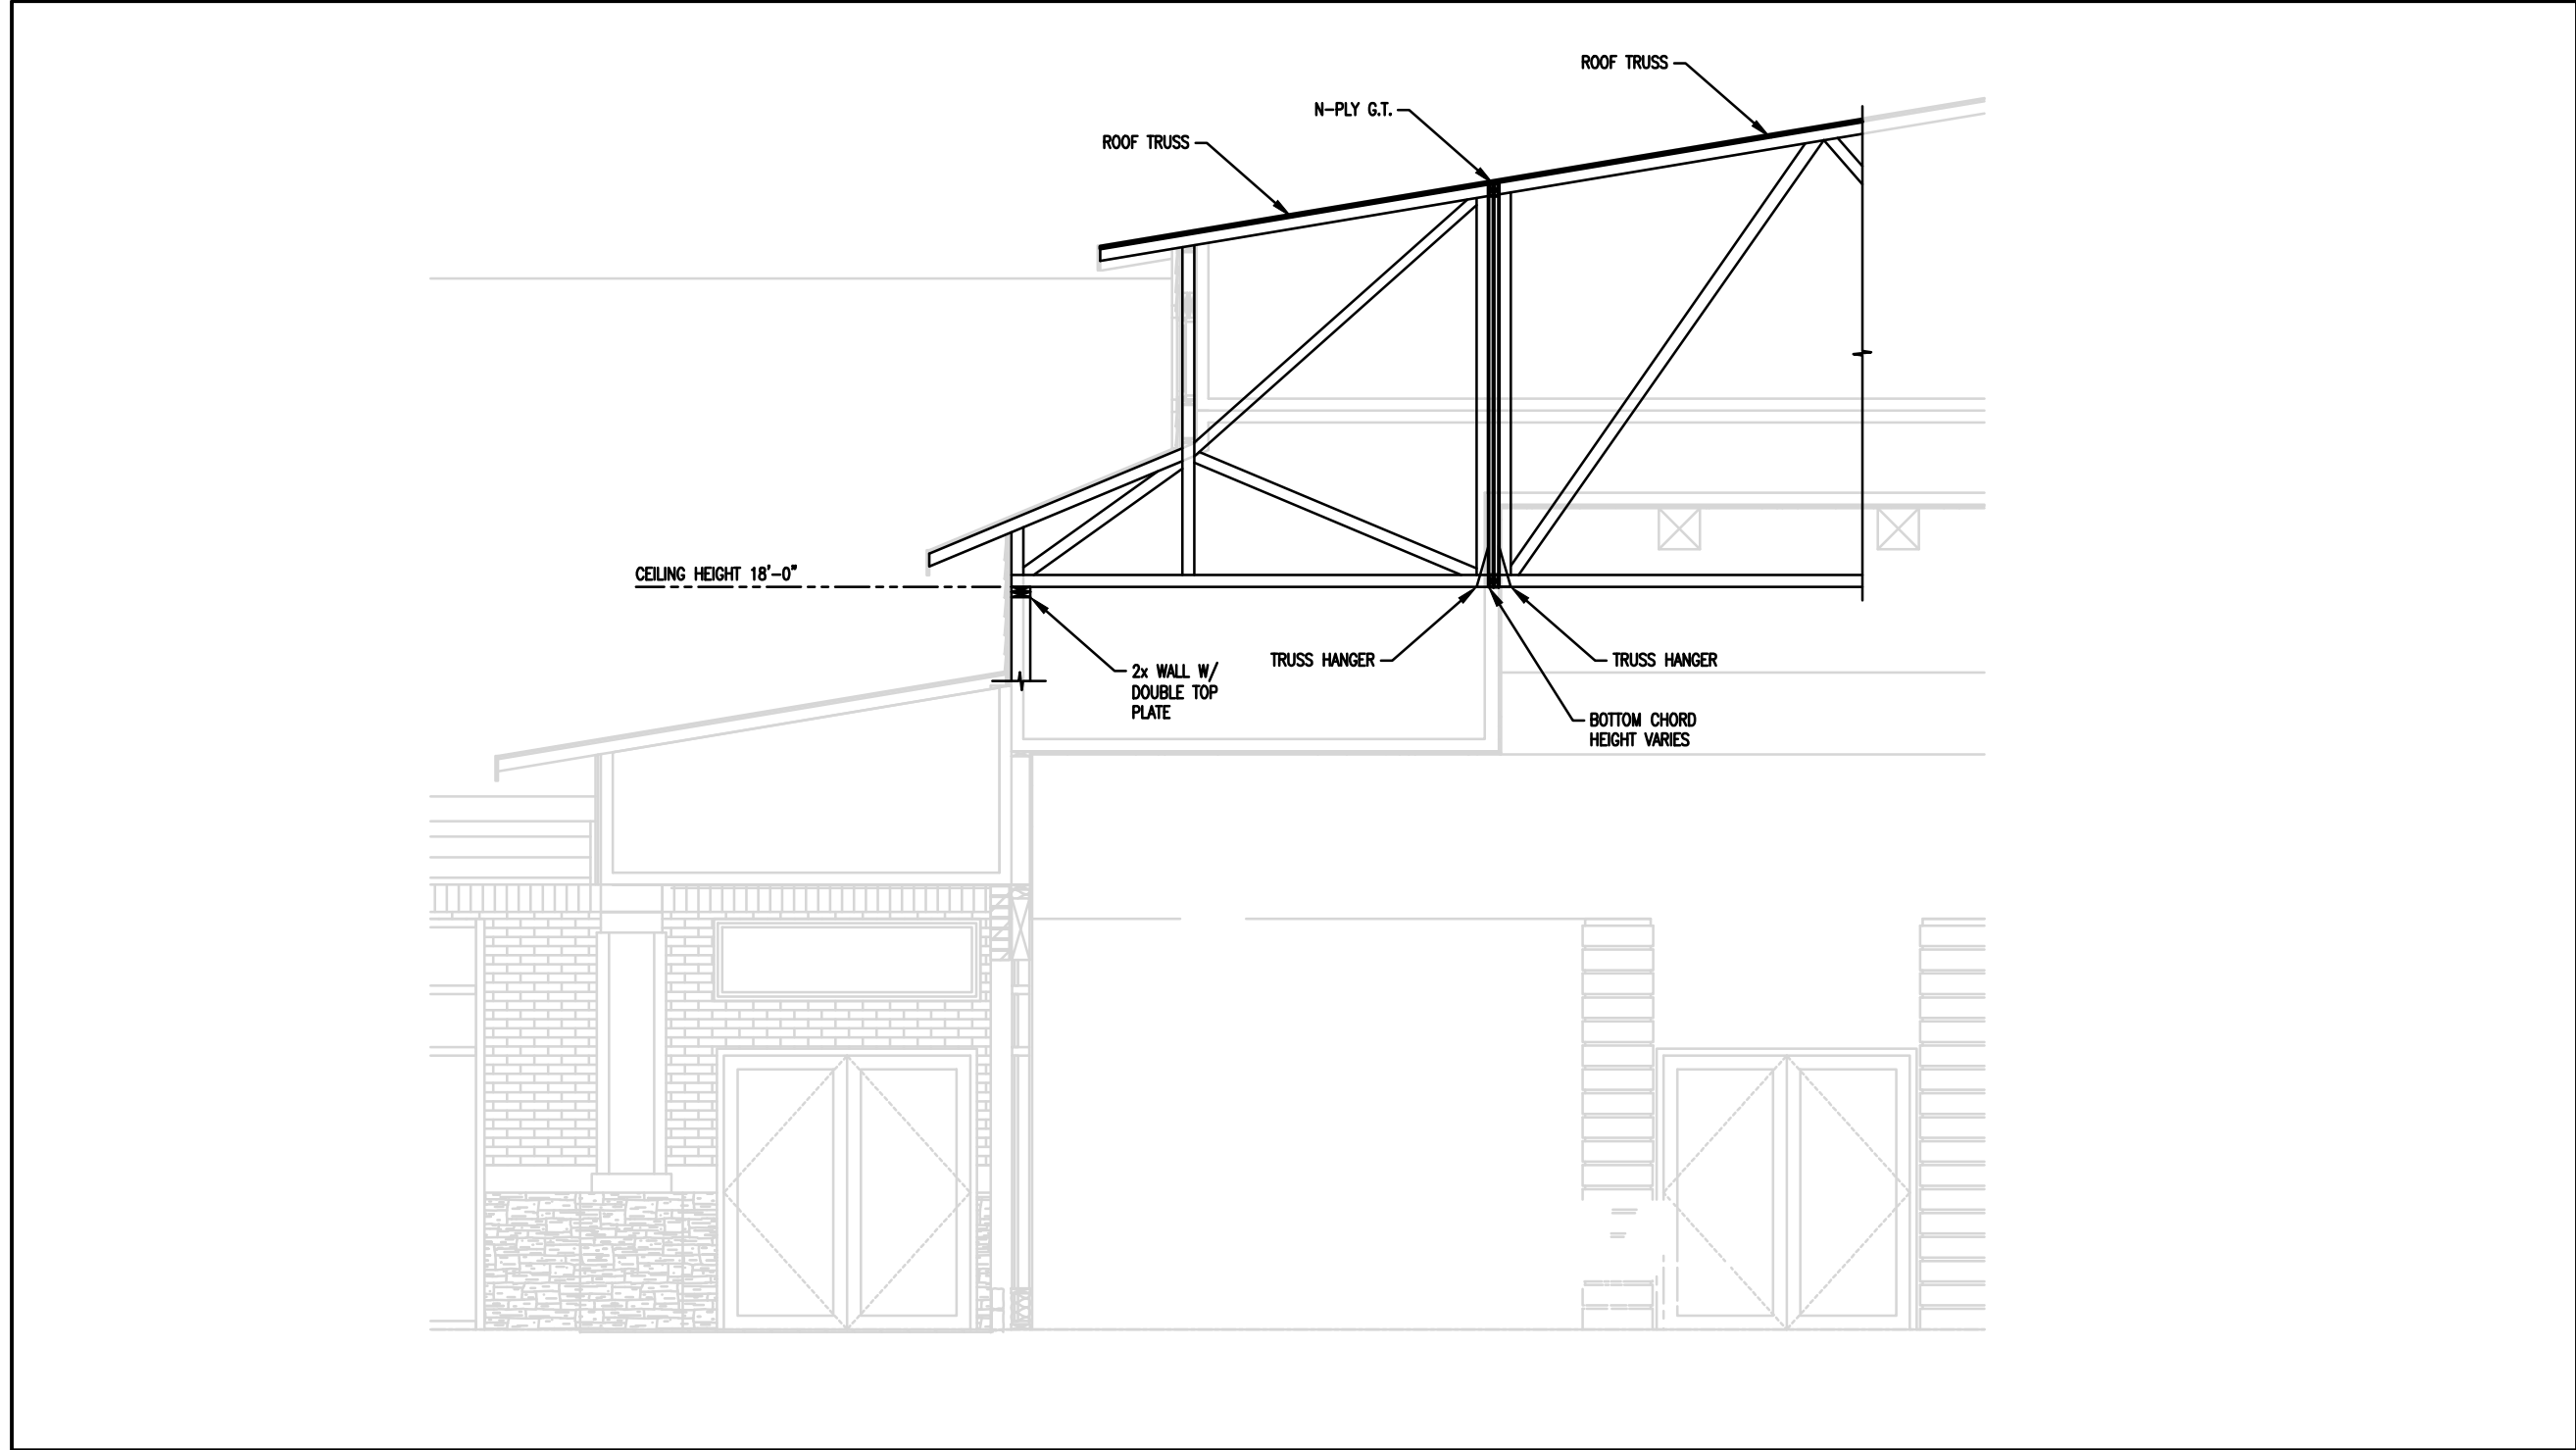 ROOF TRUSS
N-PLY G.T.
ROOF TRUSS
CEILING HEIGHT 18'-0"
2x WALL W/
DOUBLE TOP
PLATE
TRUSS HANGER
TRUSS HANGER
BOTTOM CHORD
HEIGHT VARIES